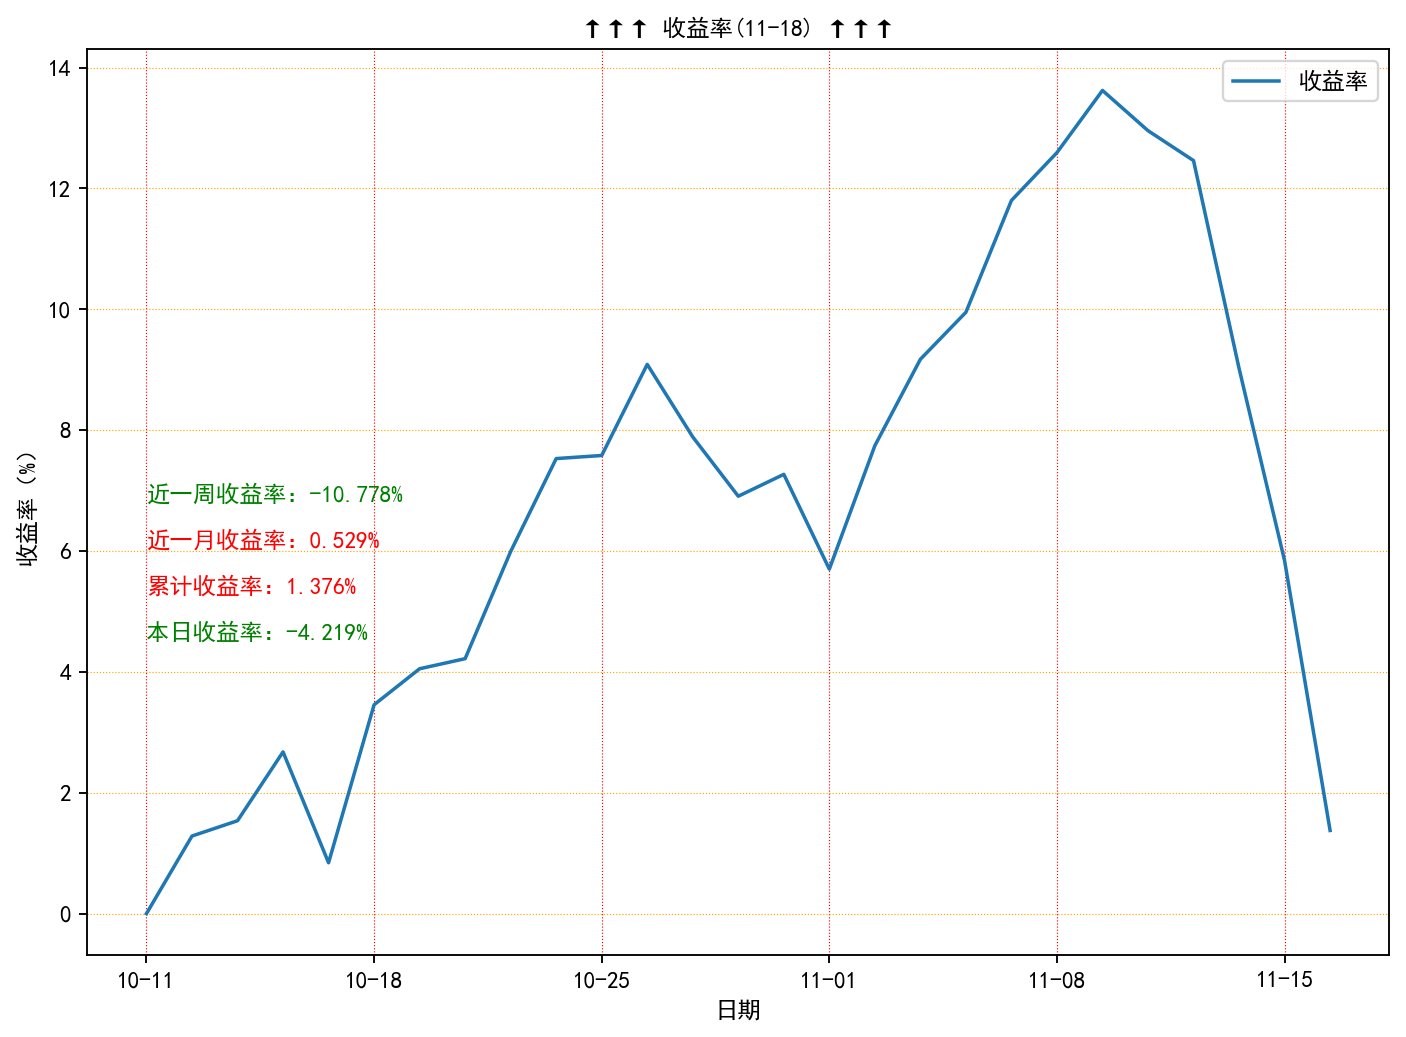 ↑↑↑ 收益率(11-18) ↑↑↑
收益率
14
12
10
8
6
4
2
0
收益率 (%)
近一周收益率：-10.778%
近一月收益率：0.529%
累计收益率：1.376%
本日收益率：-4.219%
10-11
10-18
10-25
11-01
11-08
11-15
日期